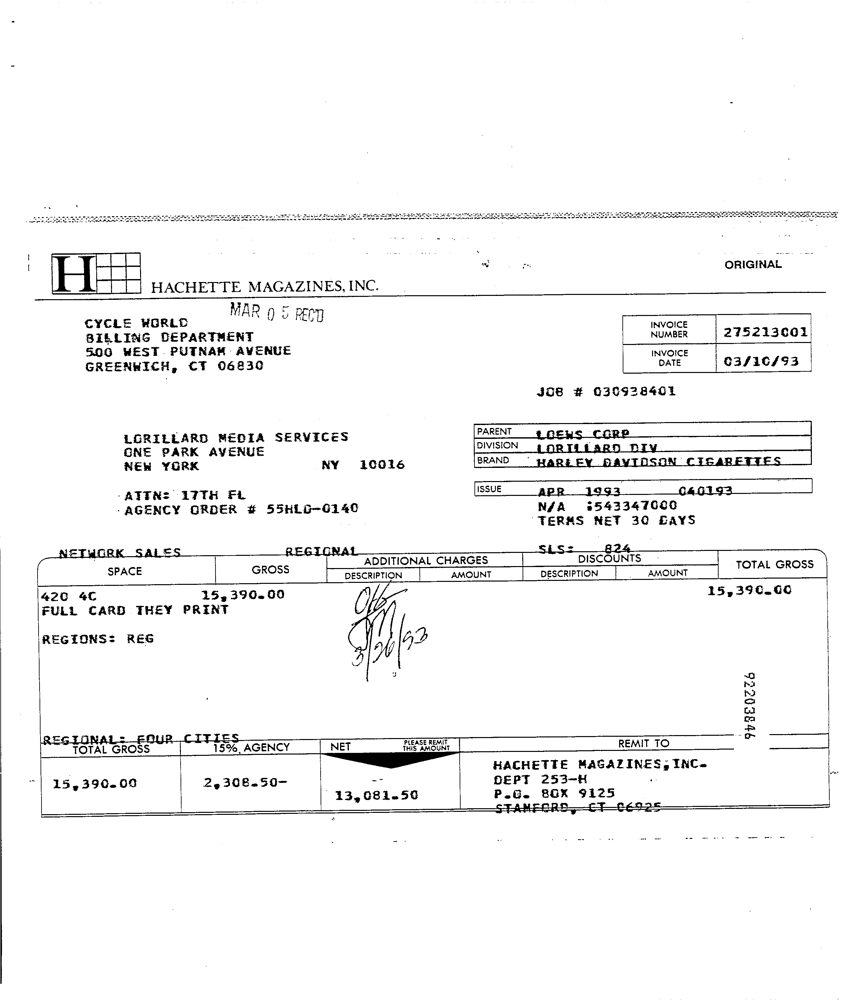 ORIGINAL
H HACHETTE MAGAZINES, INC.
MAR 05 REC'D
CYCLE WORLD
BILLING DEPARTMENT
500 WEST PUTNAM AVENUE
GREENWICH, CT 06830
INVOICE NUMBER 275213001
INVOICE DATE 03/10/93
JOB # 030938401
LORILLARD MEDIA SERVICES
ONE PARK AVENUE
NEW YORK NY 10016
ATTN: 17TH FL
AGENCY ORDER # 55HLD-0140
PARENT LOEWS CORP
DIVISION LORILLARD DIV
BRAND HARLEY DAVIDSON CIGARETTES
ISSUE APR 1993 040193
N/A :543347000
TERMS NET 30 DAYS
NETWORK SALES REGIONAL SLS: 824
SPACE GROSS ADDITIONAL CHARGES DISCOUNTS TOTAL GROSS
DESCRIPTION AMOUNT DESCRIPTION AMOUNT
420 4C 15,390.00 15,390.00
FULL CARD THEY PRINT
REGIONS: REG
3/26/93
92203846
REGIONAL: FOUR CITIES
TOTAL GROSS 15% AGENCY NET PLEASE REMIT THIS AMOUNT REMIT TO
15,390.00 2,308.50- 13,081.50
HACHETTE MAGAZINES, INC.
DEPT 253-H
P.O. BOX 9125
STAMFORD, CT 06925